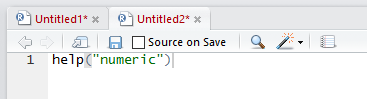 Untitled1* Untitled2*
Source on Save
1 help("numeric")